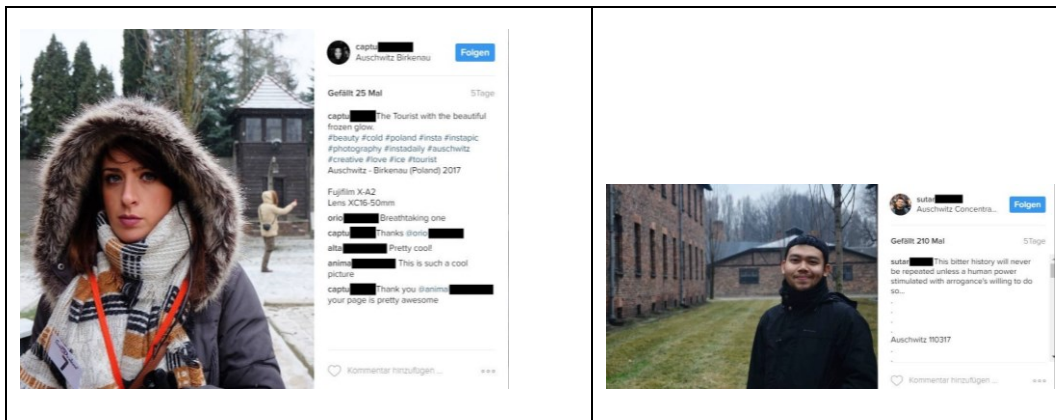 captu
Auschwitz Birkenau
Folgen
Gefällt 25 Mal
5Tage
captu The Tourist with the beautiful
frozen glow.
#beauty #cold #poland #insta #instapic
#photography #instadaily #auschwitz
#creative #love #ice #tourist
Auschwitz - Birkenau (Poland) 2017
Fujifilm X-A2
Lens XC16-50mm
orio Breathtaking one
captu Thanks @orio
alta Pretty cool!
anima This is such a cool
picture
captu Thank you @animal
your page is pretty awesome
Kommentar hinzufügen ...
sutar
Auschwitz Concentra...
Folgen
Gefällt 210 Mal
5Tage
sutar This bitter history will never
be repeated unless a human power
stimulated with arrogance's willing to do
so...
.
.
.
.
.
Auschwitz 110317
.
.
Kommentar hinzufügen ...